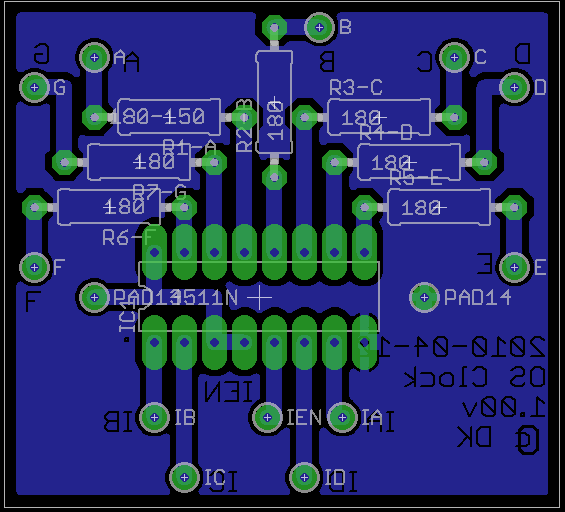 B
B
G
A
A
C
C
D
G
D
R3-C
180-150
R2-B
180
180
R4-D
R1-A
180
180
R5-E
R7-G
180
180
R6-F
F
E
E
F
PAD13
4511N
PAD14
IC1
2010-04-1
OS Clock
IEN
1.00v
IB
IB
IEN
IA
IA
© DK
IC
IC
ID
ID